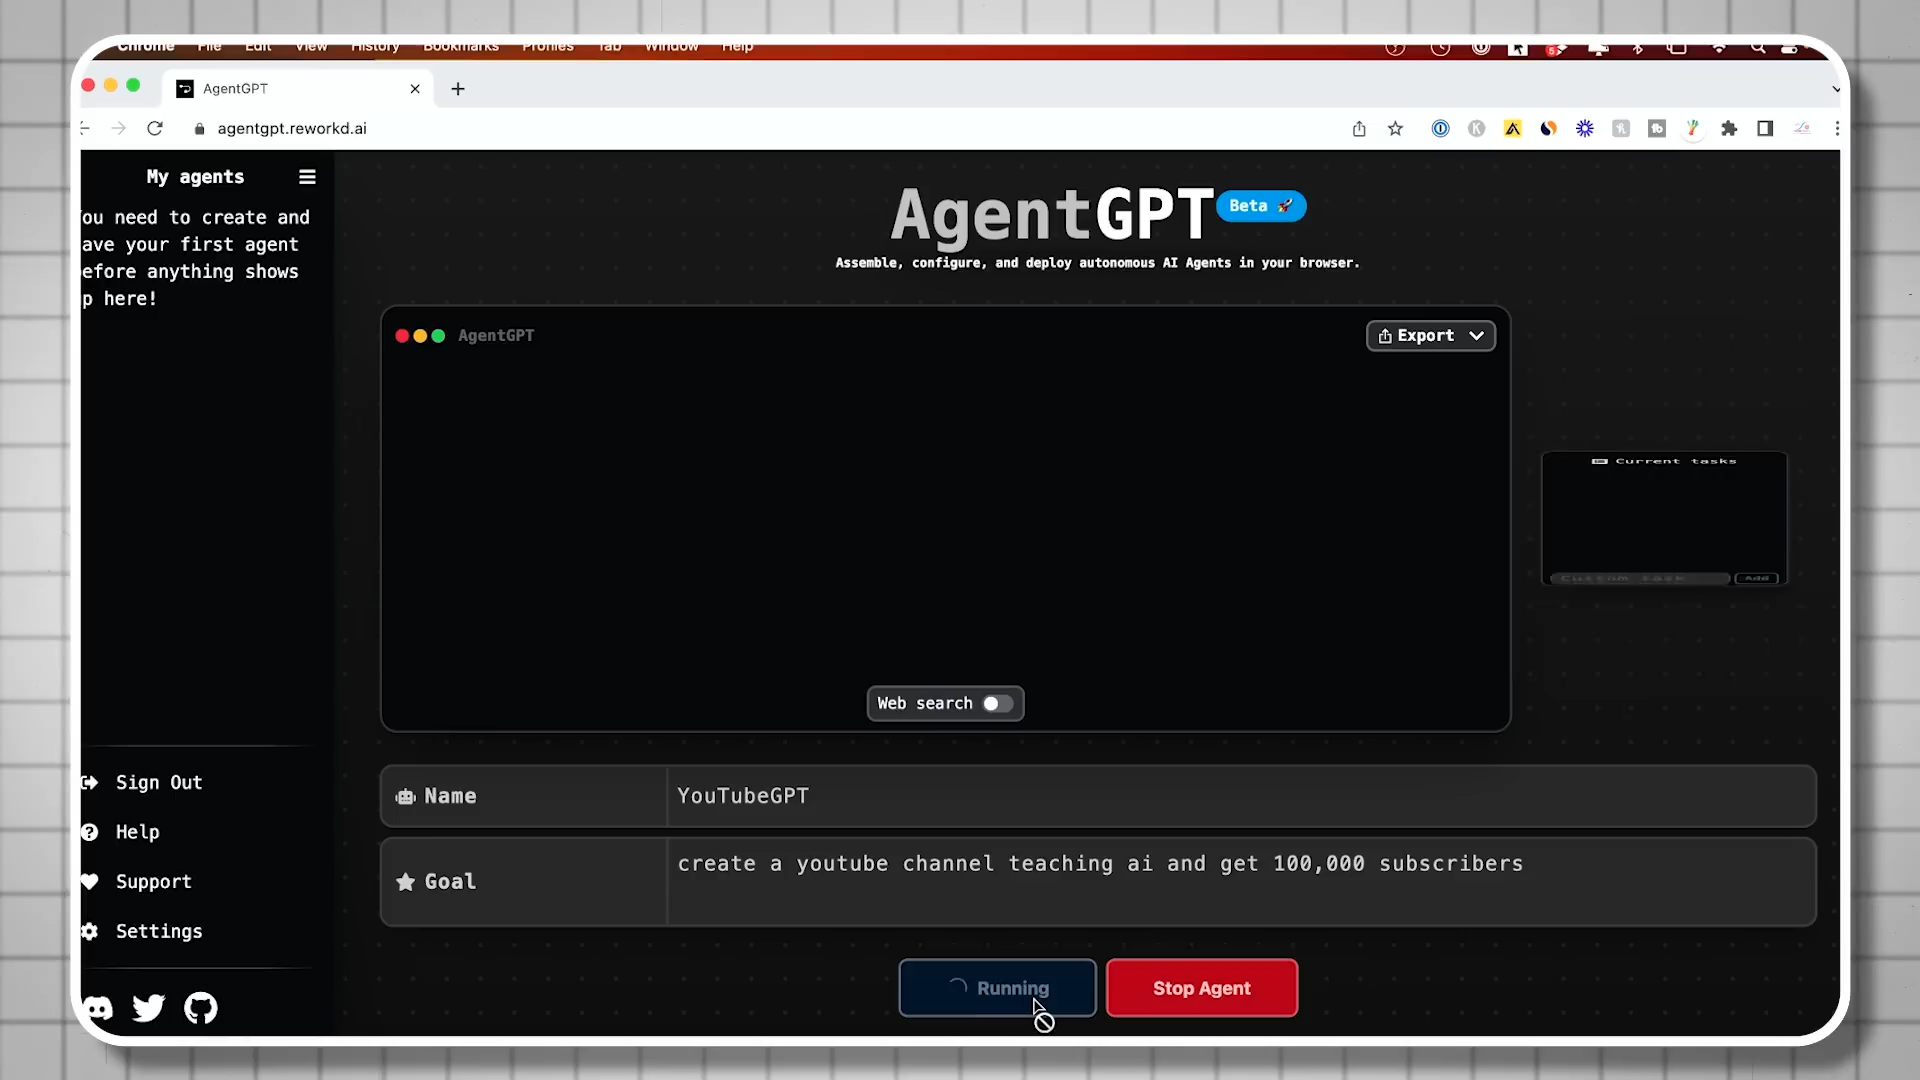 Chrome File Edit View History Bookmarks Profiles Tab Window Help
AgentGPT
agentgpt.reworkd.ai
My agents
ou need to create and
ave your first agent
efore anything shows
p here!
AgentGPT Beta
Assemble, configure, and deploy autonomous AI Agents in your browser.
AgentGPT
Export
Current tasks
Custom task Add
Web search
Name YouTubeGPT
Goal create a youtube channel teaching ai and get 100,000 subscribers
Sign Out
Help
Support
Settings
Running Stop Agent